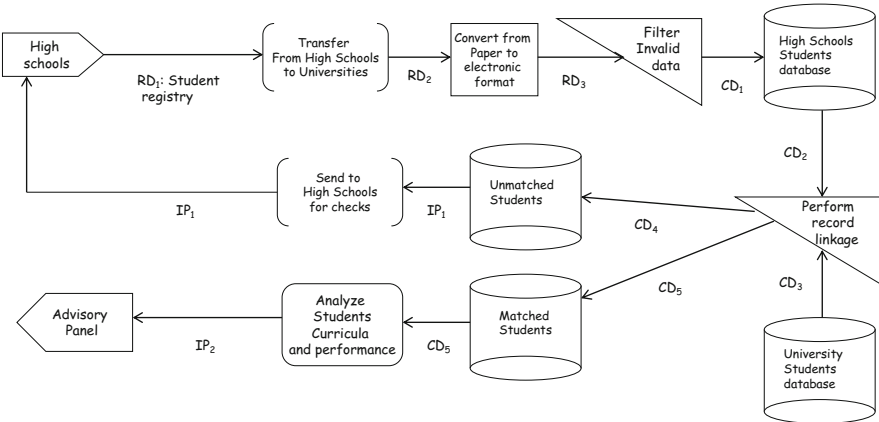 High
schools
RD1: Student
registry
Transfer
From High Schools
to Universities
RD2
Convert from
Paper to
electronic
format
RD3
Filter
Invalid
data
CD1
High Schools
Students
database
CD2
Perform
record
linkage
CD3
University
Students
database
CD4
Unmatched
Students
IP1
Send to
High Schools
for checks
IP1
CD5
Matched
Students
CD5
Analyze
Students
Curricula
and performance
IP2
Advisory
Panel